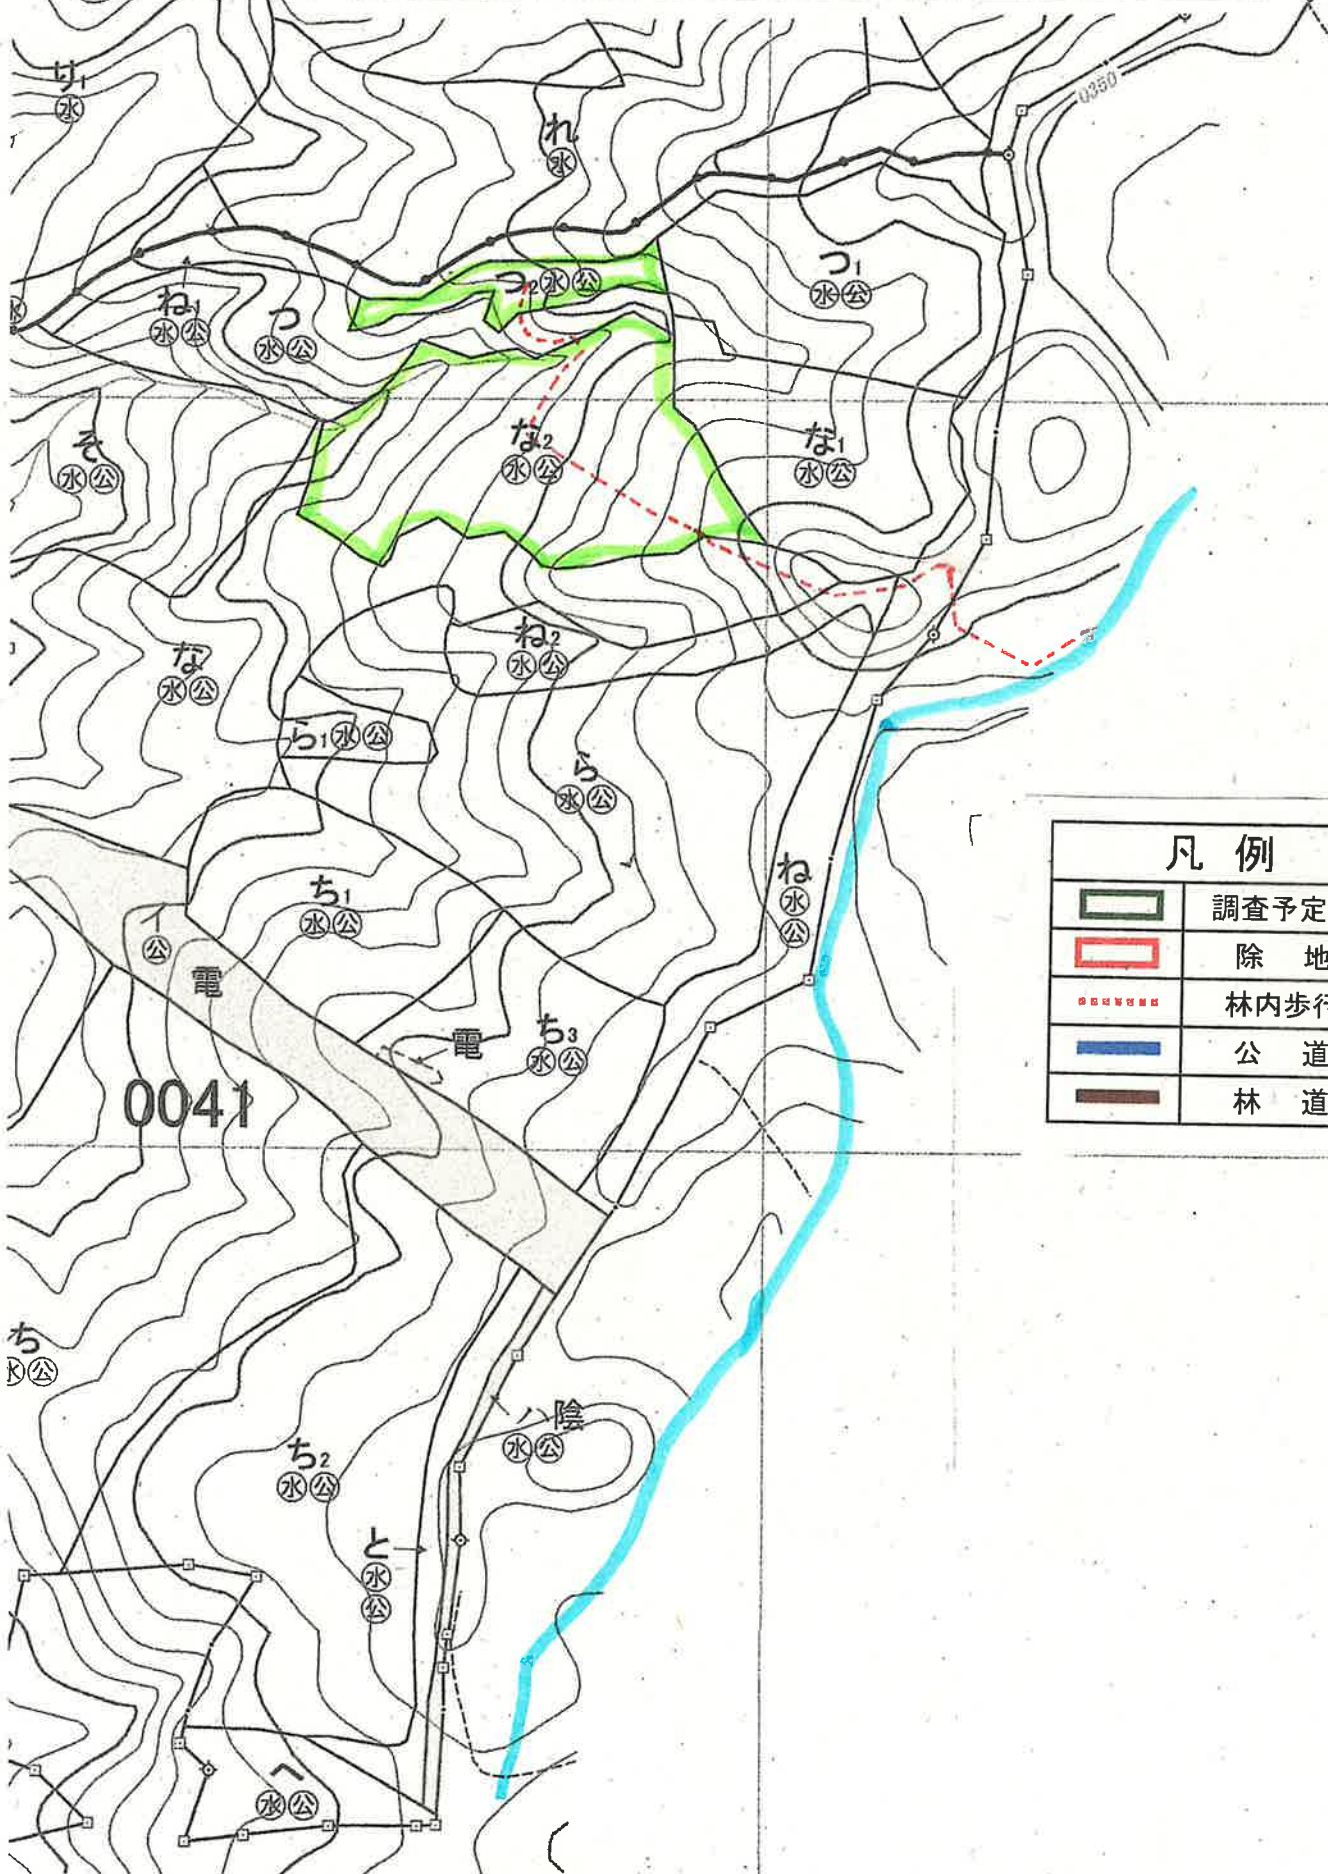 0350
り1
水
れ
水
つ2 水 公
つ1
水 公
ね1
水 公
つ
水 公
水
そ
水 公
な2
水 公
な1
水 公
な
水 公
ね2
水 公
ら1 水 公
ら
水 公
凡 例
調査予定
除 地
林内歩行
公 道
林 道
ね
水
公
ち1
水 公
イ
公
電
電
ち3
水 公
0041
ち
水 公
ハ 陰
水 公
ち2
水 公
と
水
公
へ
水 公